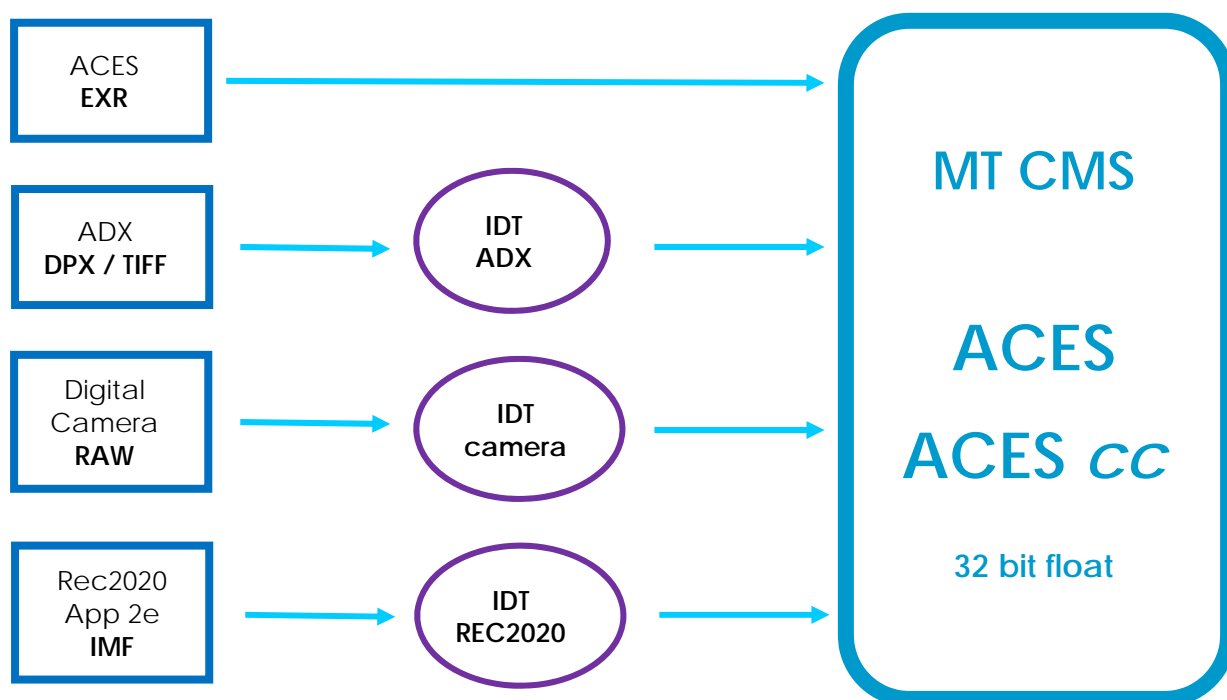 ACES
EXR
ADX
DPX / TIFF
IDT
ADX
Digital
Camera
RAW
IDT
camera
Rec2020
App 2e
IMF
IDT
REC2020
MT CMS
ACES
ACES cc
32 bit float